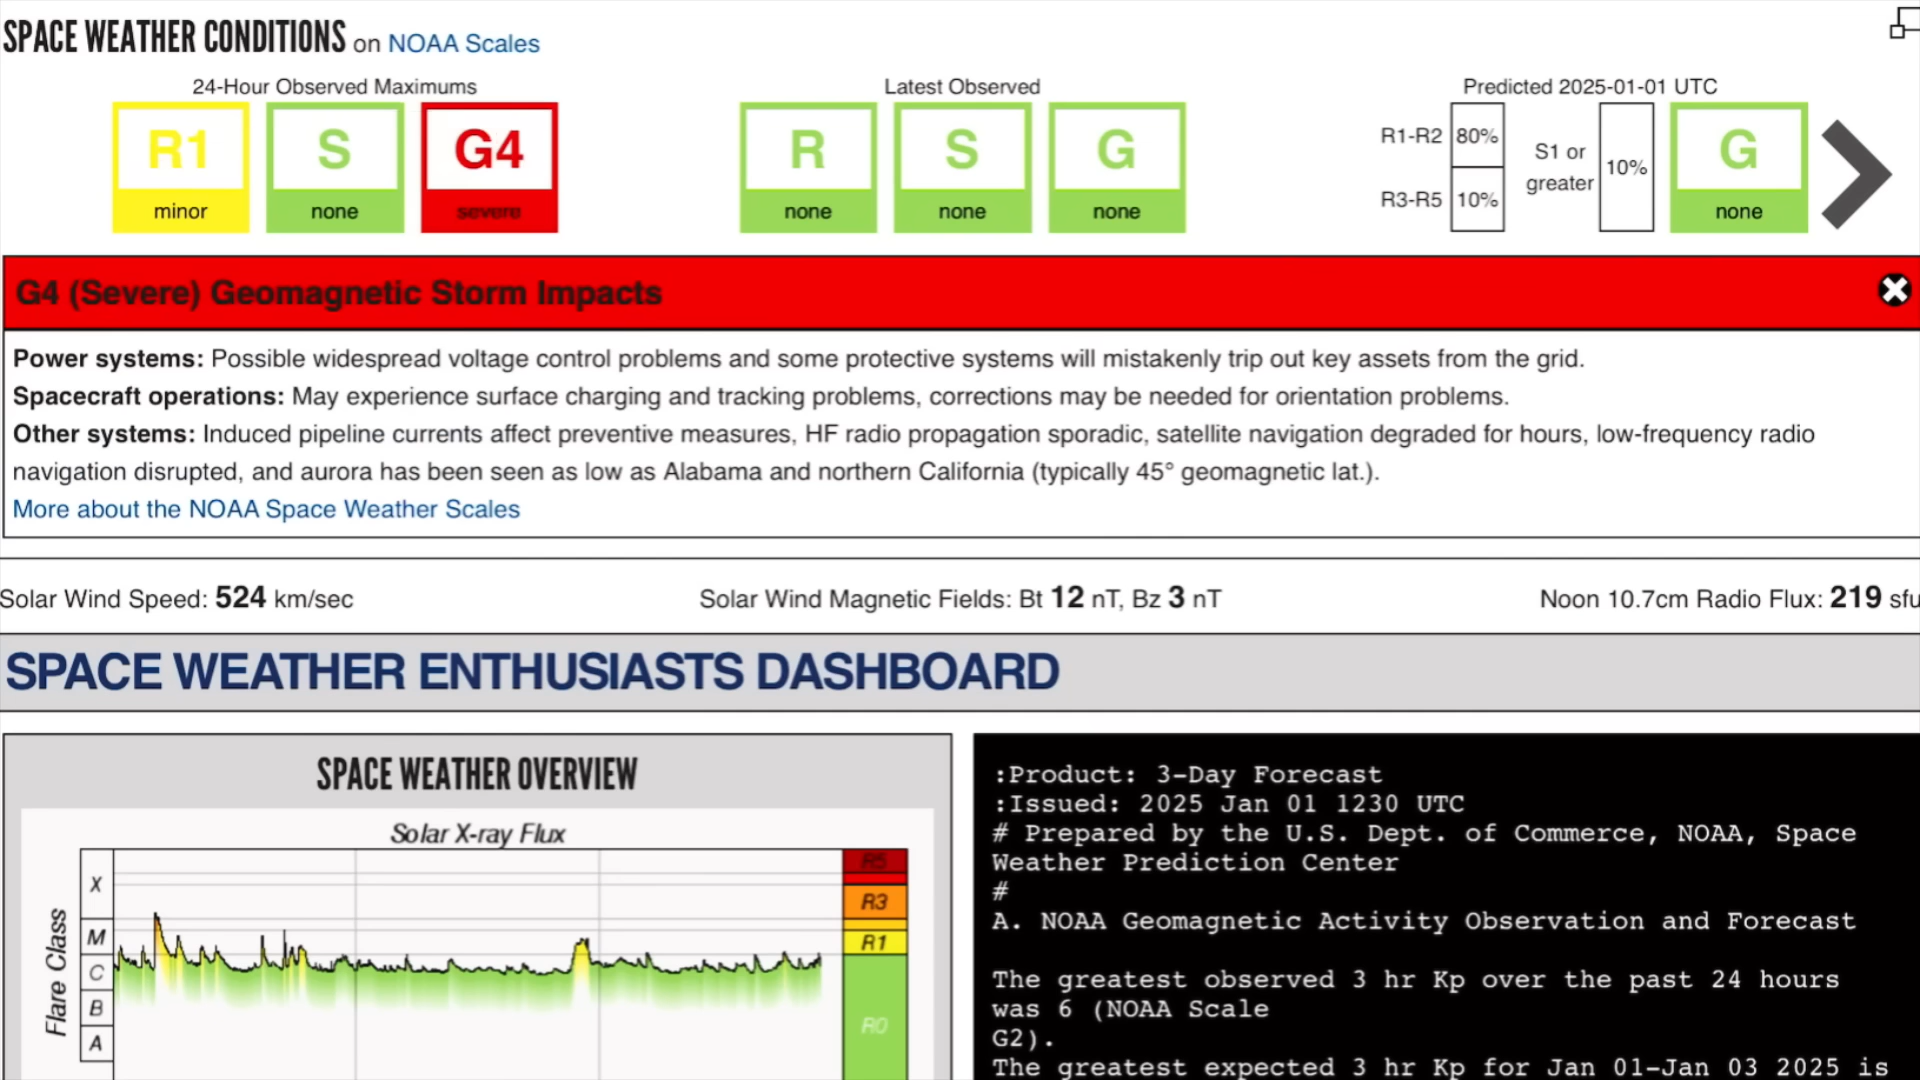 SPACE WEATHER CONDITIONS on NOAA Scales
24-Hour Observed Maximums
R1
minor
S
none
G4
severe
Latest Observed
R
none
S
none
G
none
Predicted 2025-01-01 UTC
R1-R2 80%
R3-R5 10%
S1 or
greater
10%
G
none
G4 (Severe) Geomagnetic Storm Impacts
Power systems: Possible widespread voltage control problems and some protective systems will mistakenly trip out key assets from the grid.
Spacecraft operations: May experience surface charging and tracking problems, corrections may be needed for orientation problems.
Other systems: Induced pipeline currents affect preventive measures, HF radio propagation sporadic, satellite navigation degraded for hours, low-frequency radio
navigation disrupted, and aurora has been seen as low as Alabama and northern California (typically 45° geomagnetic lat.).
More about the NOAA Space Weather Scales
Solar Wind Speed: 524 km/sec
Solar Wind Magnetic Fields: Bt 12 nT, Bz 3 nT
Noon 10.7cm Radio Flux: 219 sfu
SPACE WEATHER ENTHUSIASTS DASHBOARD
SPACE WEATHER OVERVIEW
Solar X-ray Flux
Flare Class
X
M
C
B
A
R5
R3
R1
R0
:Product: 3-Day Forecast
:Issued: 2025 Jan 01 1230 UTC
# Prepared by the U.S. Dept. of Commerce, NOAA, Space
Weather Prediction Center
#
A. NOAA Geomagnetic Activity Observation and Forecast
The greatest observed 3 hr Kp over the past 24 hours
was 6 (NOAA Scale
G2).
The greatest expected 3 hr Kp for Jan 01-Jan 03 2025 is